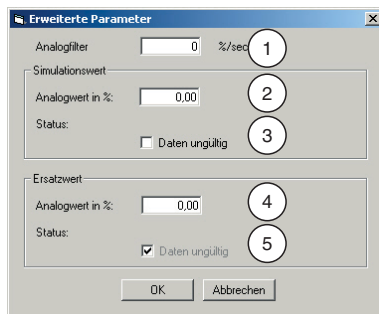 Erweiterte Parameter
Analogfilter 0 %/sec 1
Simulationswert
Analogwert in %: 0,00 2
Status:
Daten ungültig 3
Ersatzwert
Analogwert in %: 0,00 4
Status:
Daten ungültig 5
OK Abbrechen